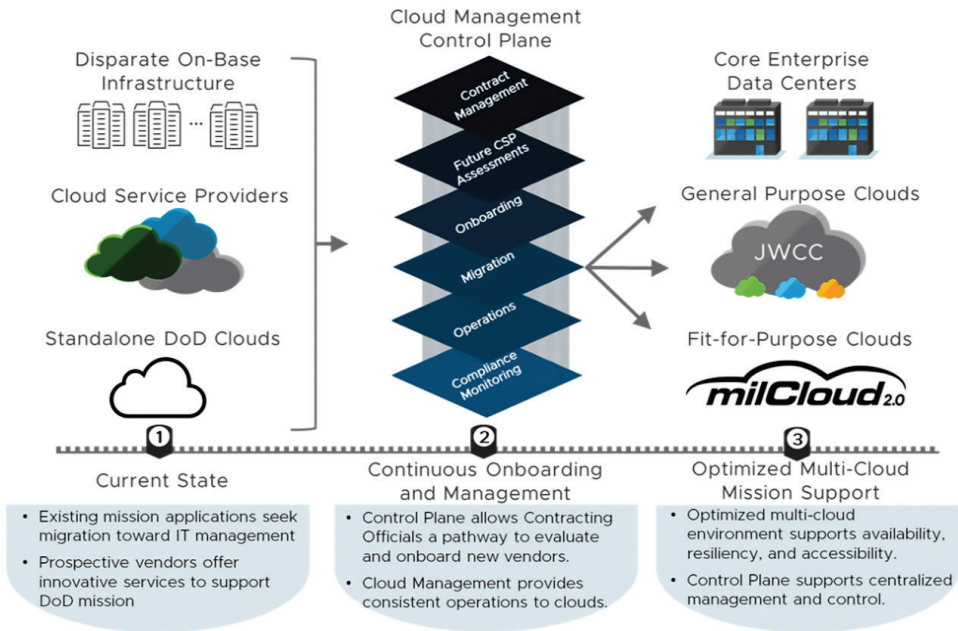 Disparate On-Base
Infrastructure
...
Cloud Service Providers
Standalone DoD Clouds
Cloud Management
Control Plane
Contract
Management
Future CSP
Assessments
Onboarding
Migration
Operations
Compliance
Monitoring
Core Enterprise
Data Centers
General Purpose Clouds
JWCC
Fit-for-Purpose Clouds
milCloud 2.0
1
Current State
• Existing mission applications seek
migration toward IT management
• Prospective vendors offer
innovative services to support
DoD mission
2
Continuous Onboarding
and Management
• Control Plane allows Contracting
Officials a pathway to evaluate
and onboard new vendors.
• Cloud Management provides
consistent operations to clouds.
3
Optimized Multi-Cloud
Mission Support
• Optimized multi-cloud
environment supports availability,
resiliency, and accessibility.
• Control Plane supports centralized
management and control.